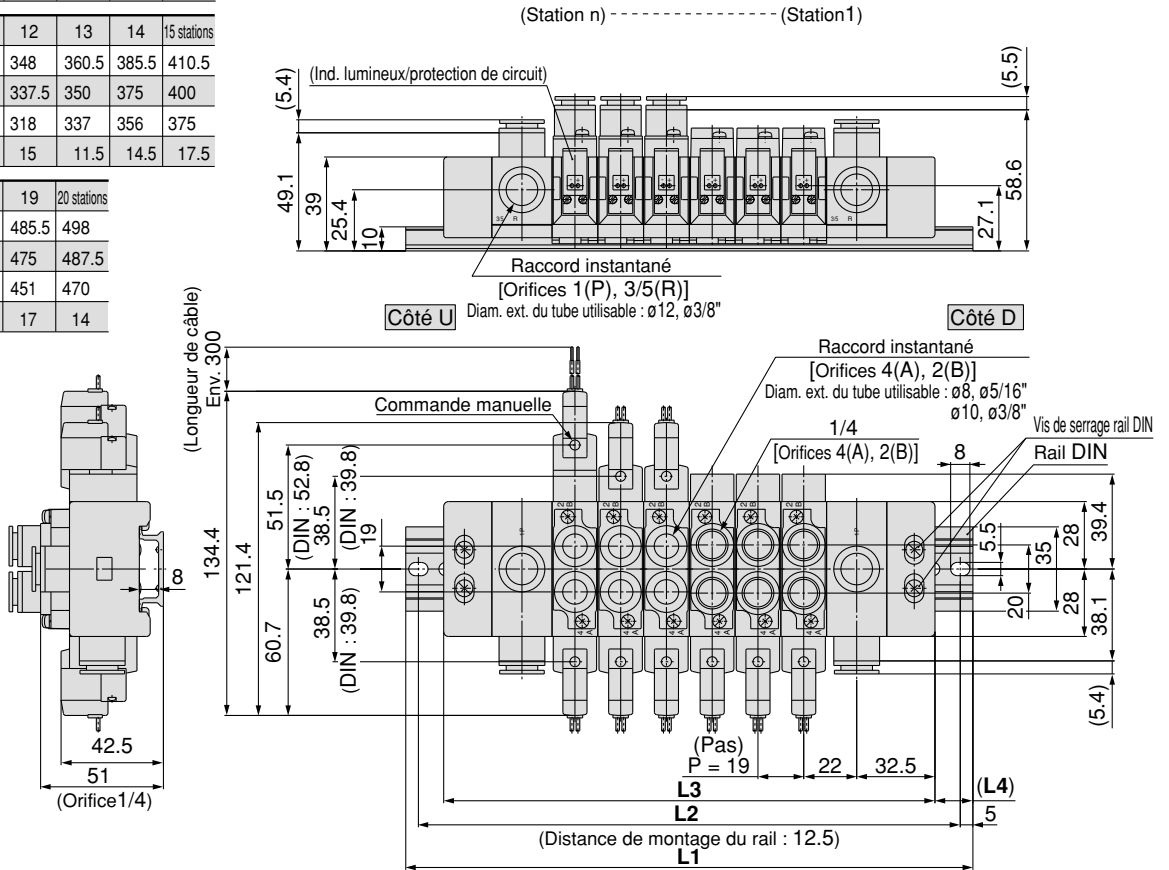 12 13 14 15 stations
348 360.5 385.5 410.5
337.5 350 375 400
318 337 356 375
15 11.5 14.5 17.5
19 20 stations
485.5 498
475 487.5
451 470
17 14
(Station n) (Station1)
(Ind. lumineux/protection de circuit)
(5.4)
(5.5)
49.1
39
25.4
10
58.6
27.1
35 R
35 R
Raccord instantané
[Orifices 1(P), 3/5(R)]
Diam. ext. du tube utilisable : ø12, ø3/8"
Côté U
Côté D
(Longueur de câble)
Env. 300
Commande manuelle
Raccord instantané
[Orifices 4(A), 2(B)]
Diam. ext. du tube utilisable : ø8, ø5/16"
ø10, ø3/8"
1/4
[Orifices 4(A), 2(B)]
Vis de serrage rail DIN
Rail DIN
8
134.4
121.4
51.5
(DIN : 52.8)
38.5
(DIN : 39.8)
19
60.7
38.5
(DIN : 39.8)
5.5
35
28
39.4
20
28
38.1
(5.4)
8
42.5
51
(Orifice1/4)
(Pas)
P = 19
22
32.5
L3
(L4)
L2
5
(Distance de montage du rail : 12.5)
L1